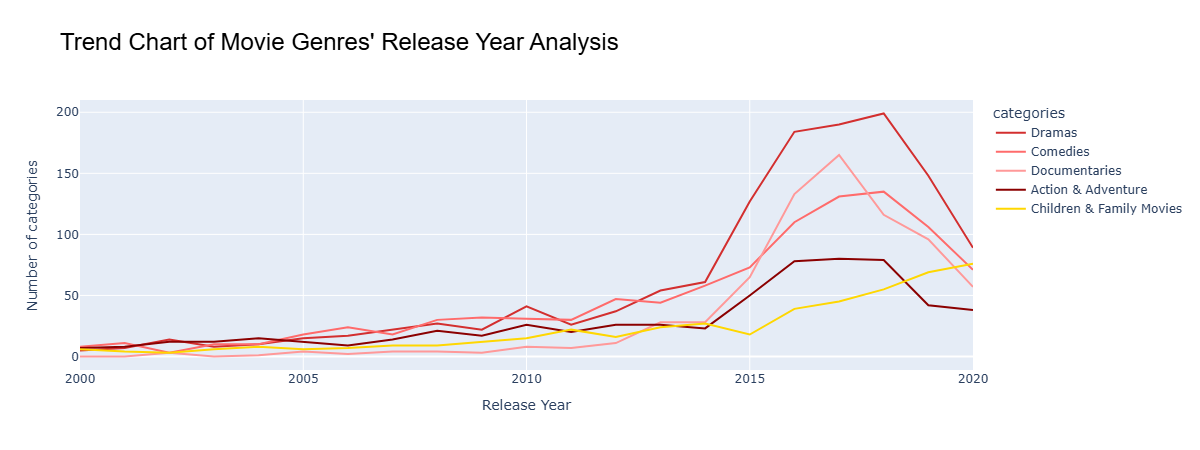 Trend Chart of Movie Genres' Release Year Analysis
categories
Dramas
Comedies
Documentaries
Action & Adventure
Children & Family Movies
Number of categories
200
150
100
50
0
2000 2005 2010 2015 2020
Release Year